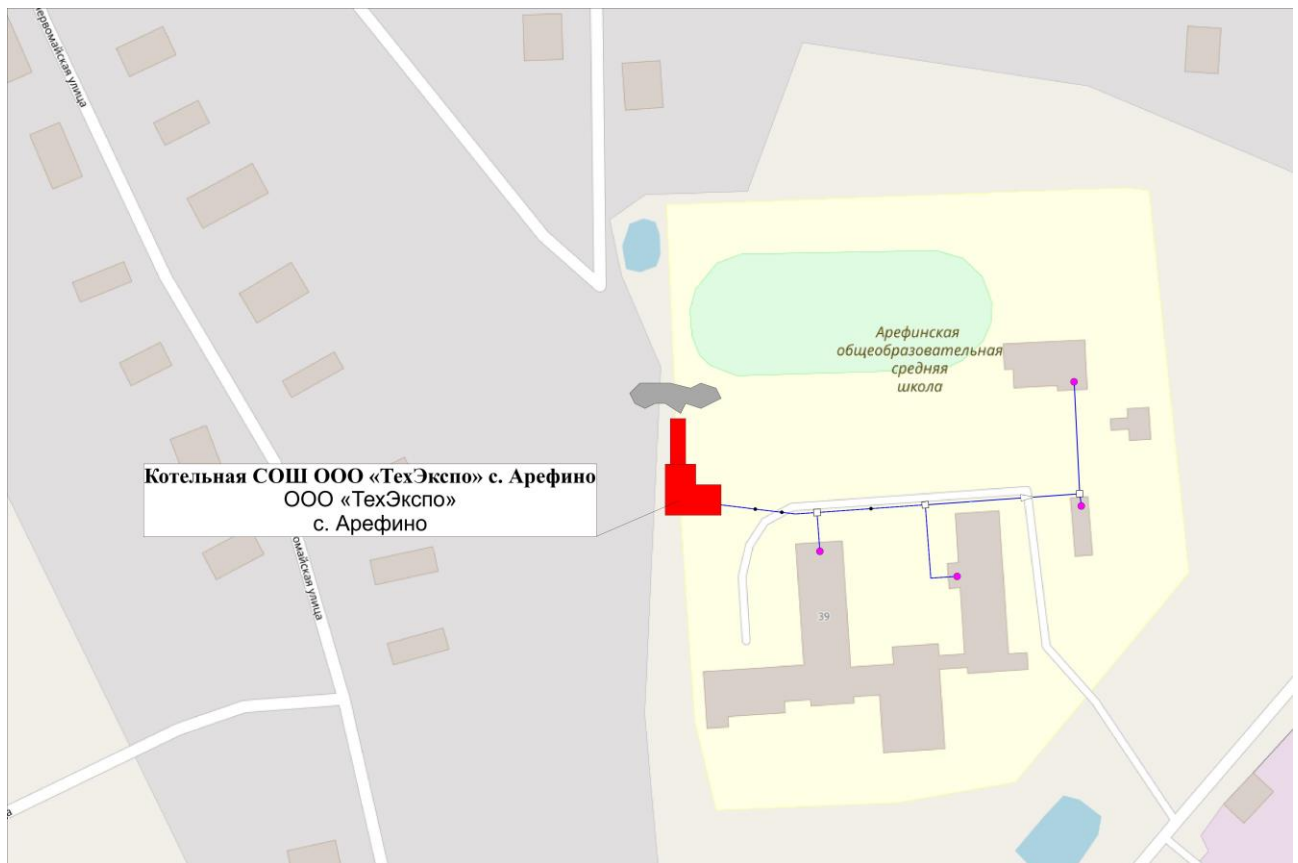 первомайская улица
Арефинская
общеобразовательная
средняя
школа
Котельная СОШ ООО «ТехЭкспо» с. Арефино
ООО «ТехЭкспо»
с. Арефино
омайская улица
39